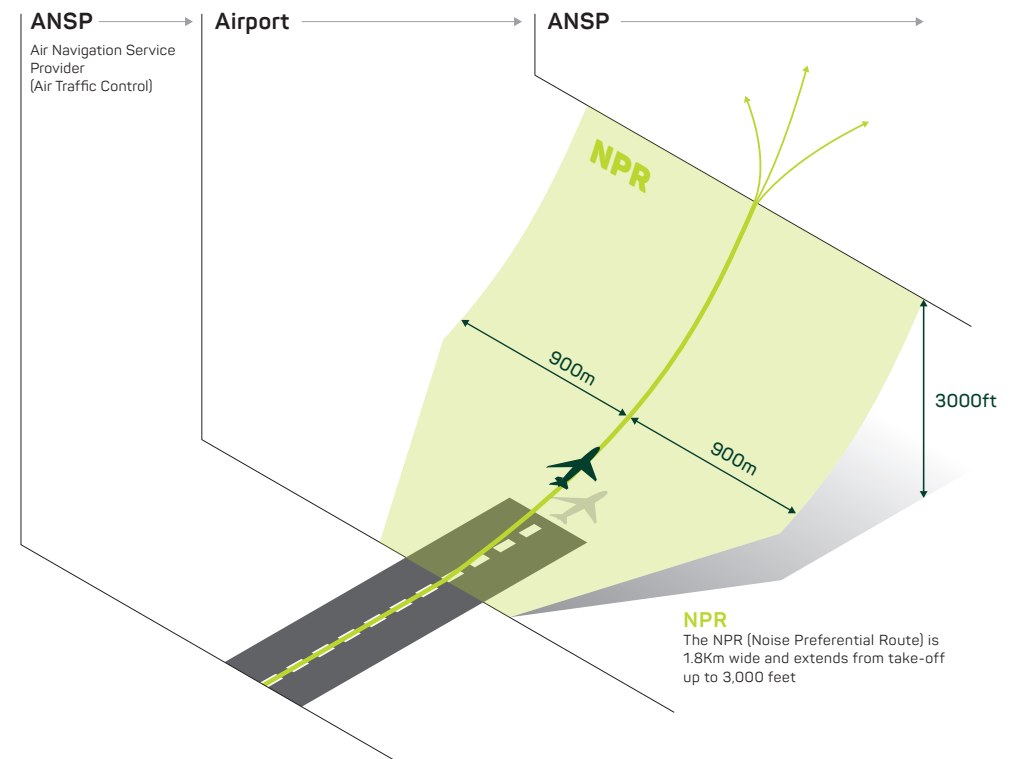 ANSP
Air Navigation Service
Provider
(Air Traffic Control)
Airport
ANSP
NPR
900m
900m
3000ft
NPR
The NPR (Noise Preferential Route) is
1.8Km wide and extends from take-off
up to 3,000 feet